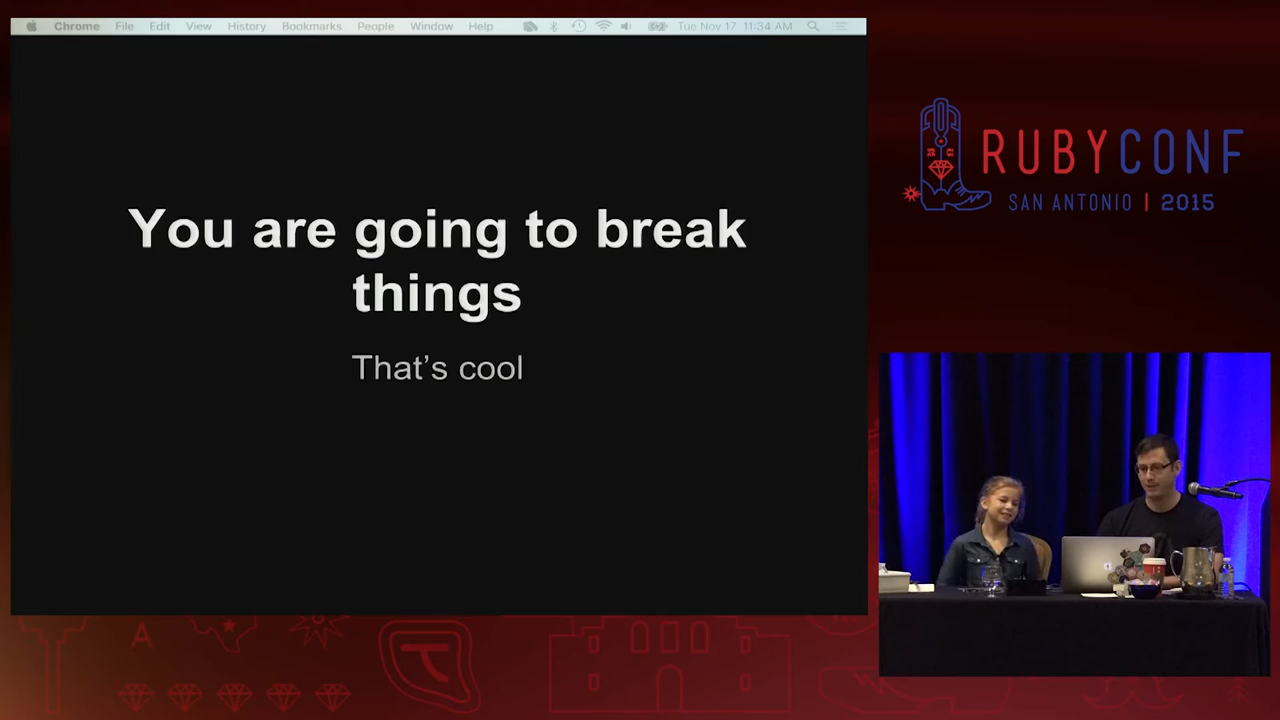 Chrome File Edit View History Bookmarks People Window Help Tue Nov 17 11:34 AM
You are going to break
things
That's cool
RUBYCONF
SAN ANTONIO | 2015
A